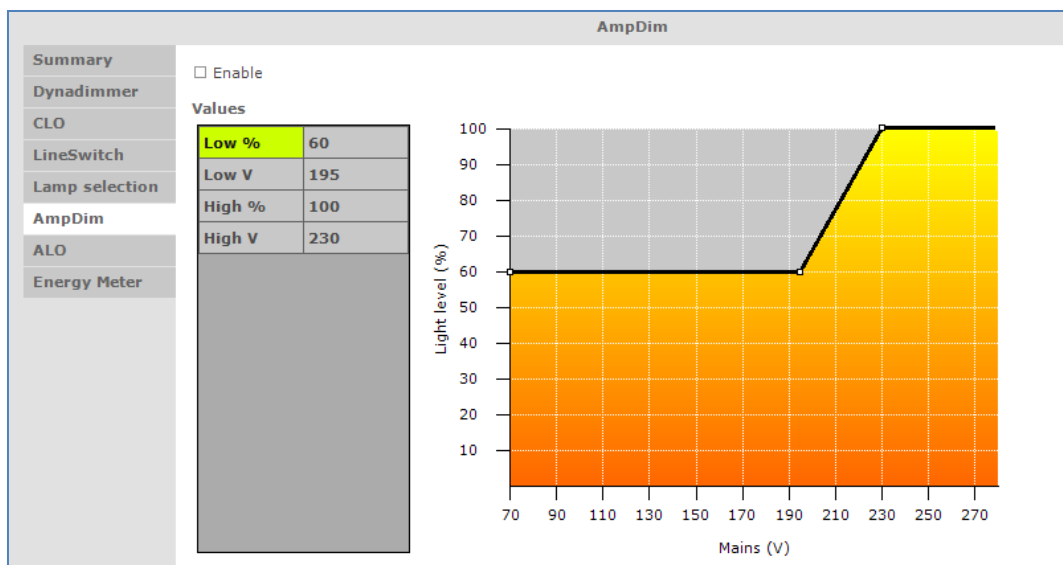 AmpDim
Summary
Dynadimmer
CLO
LineSwitch
Lamp selection
AmpDim
ALO
Energy Meter
Enable
Values
Low % 60
Low V 195
High % 100
High V 230
Light level (%)
100
90
80
70
60
50
40
30
20
10
70 90 110 130 150 170 190 210 230 250 270
Mains (V)